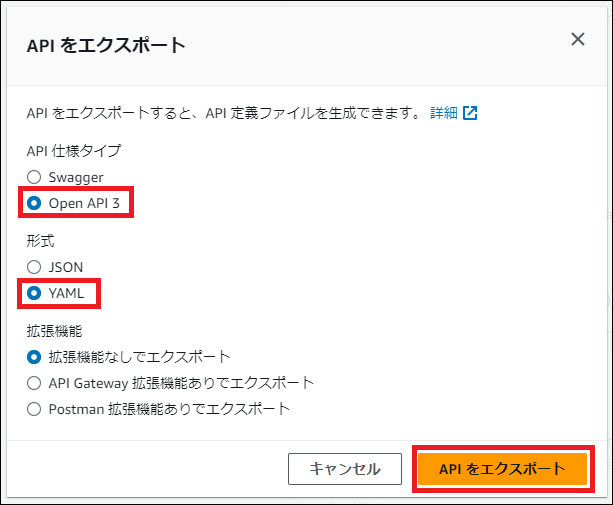 API をエクスポート
API をエクスポートすると、API 定義ファイルを生成できます。 詳細
API 仕様タイプ
Swagger
Open API 3
形式
JSON
YAML
拡張機能
拡張機能なしでエクスポート
API Gateway 拡張機能ありでエクスポート
Postman 拡張機能ありでエクスポート
キャンセル
API をエクスポート